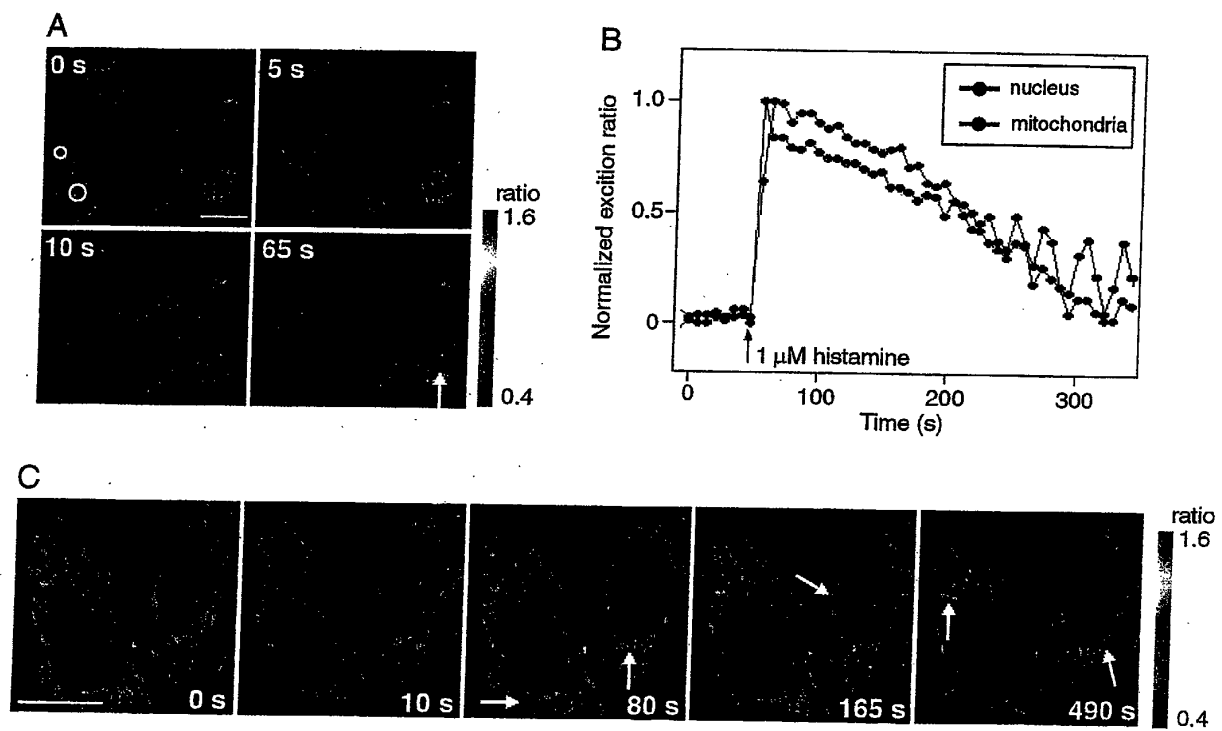 A
0 s
5 s
10 s
65 s
ratio
1.6
0.4
B
Normalized excition ratio
1.0
0.5
0
nucleus
mitochondria
1 µM histamine
0
100
200
300
Time (s)
C
0 s
10 s
80 s
165 s
490 s
ratio
1.6
0.4